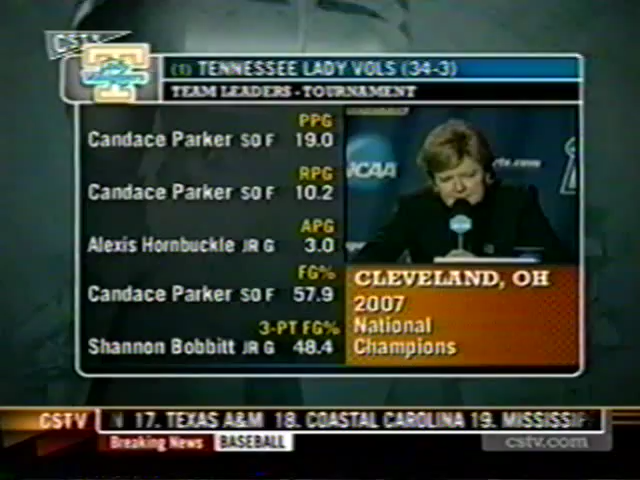 CSTV
(1) TENNESSEE LADY VOLS (34-3)
TEAM LEADERS - TOURNAMENT
PPG
Candace Parker SO F 19.0
RPG
Candace Parker SO F 10.2
APG
Alexis Hornbuckle JR G 3.0
FG%
Candace Parker SO F 57.9
3-PT FG%
Shannon Bobbitt JR G 48.4
NCAA
CLEVELAND, OH
2007
National
Champions
CSTV N 17. TEXAS A&M 18. COASTAL CAROLINA 19. MISSISSIP
Breaking News BASEBALL cstv.com